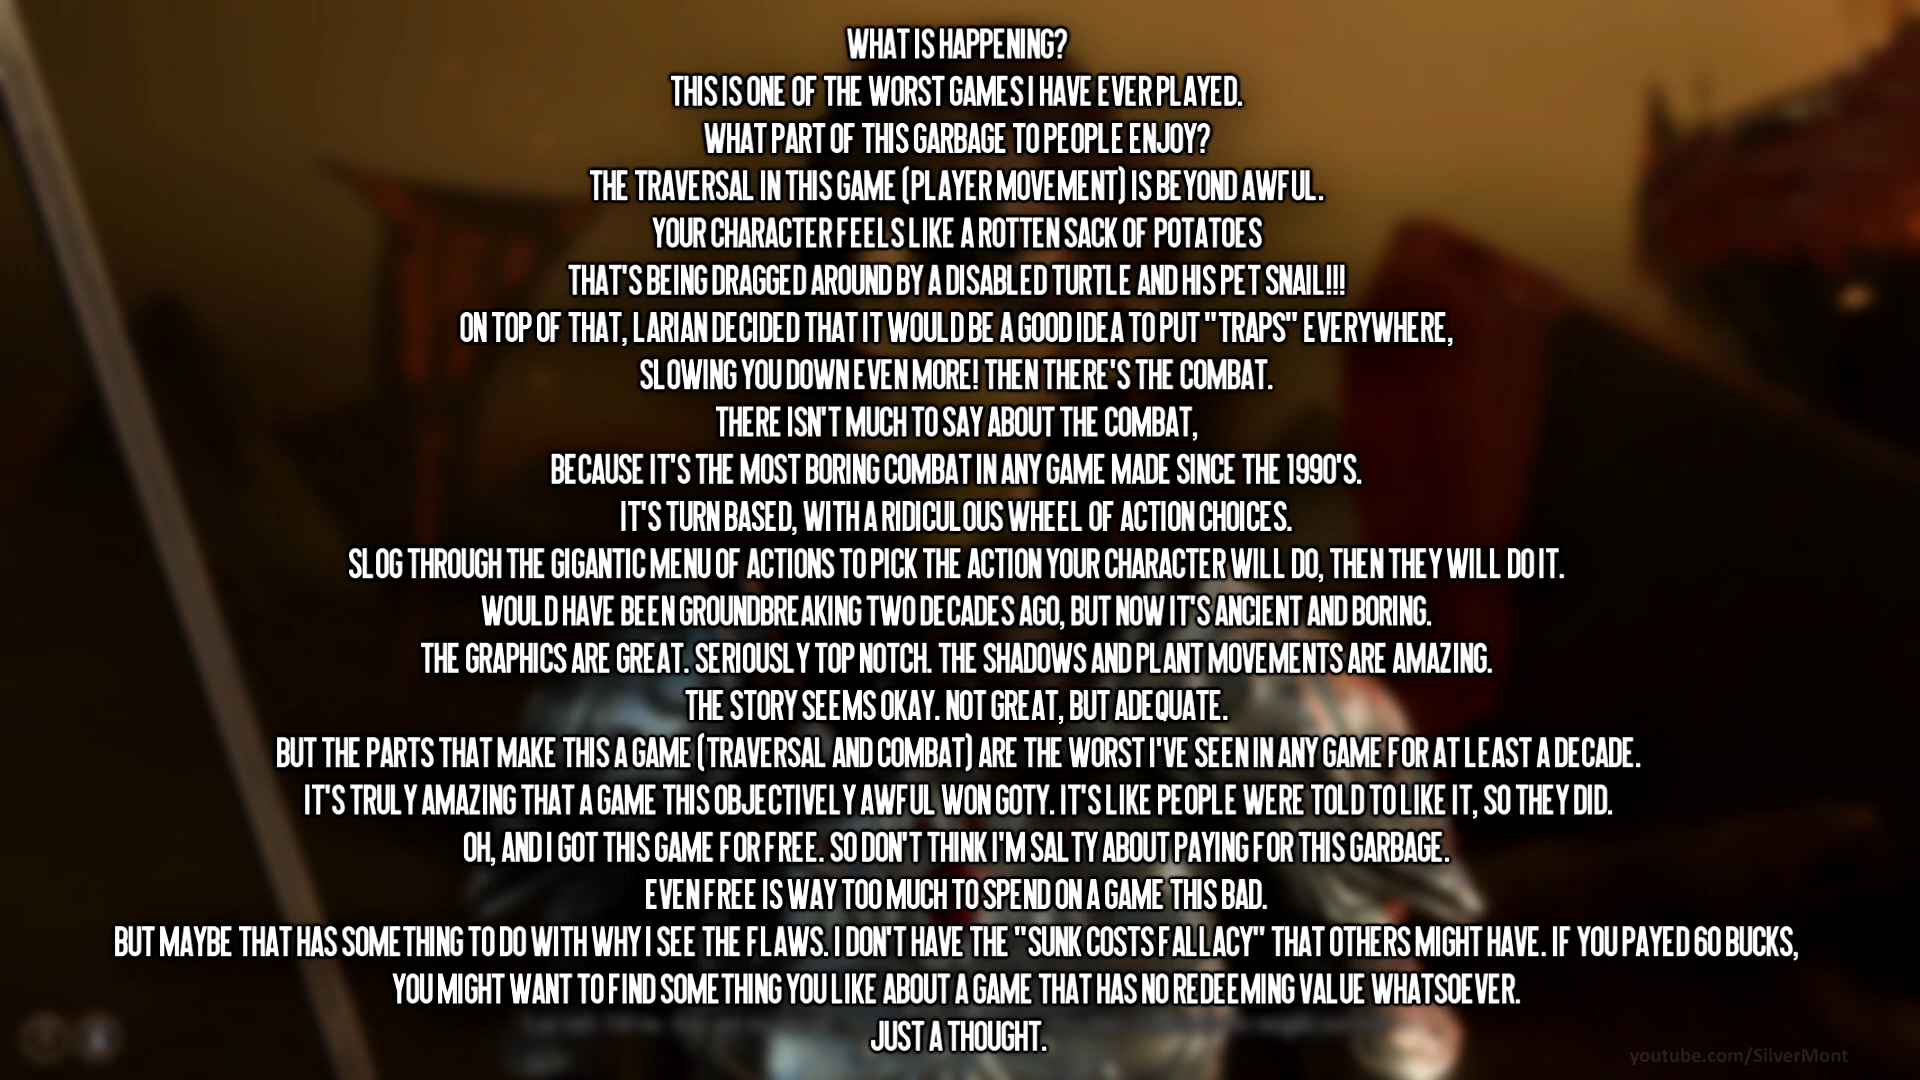 WHAT IS HAPPENING?
THIS IS ONE OF THE WORST GAMES I HAVE EVER PLAYED.
WHAT PART OF THIS GARBAGE TO PEOPLE ENJOY?
THE TRAVERSAL IN THIS GAME (PLAYER MOVEMENT) IS BEYOND AWFUL.
YOUR CHARACTER FEELS LIKE A ROTTEN SACK OF POTATOES
THAT'S BEING DRAGGED AROUND BY A DISABLED TURTLE AND HIS PET SNAIL!!!
ON TOP OF THAT, LARIAN DECIDED THAT IT WOULD BE A GOOD IDEA TO PUT "TRAPS" EVERYWHERE,
SLOWING YOU DOWN EVEN MORE! THEN THERE'S THE COMBAT.
THERE ISN'T MUCH TO SAY ABOUT THE COMBAT,
BECAUSE IT'S THE MOST BORING COMBAT IN ANY GAME MADE SINCE THE 1990'S.
IT'S TURN BASED, WITH A RIDICULOUS WHEEL OF ACTION CHOICES.
SLOG THROUGH THE GIGANTIC MENU OF ACTIONS TO PICK THE ACTION YOUR CHARACTER WILL DO, THEN THEY WILL DO IT.
WOULD HAVE BEEN GROUNDBREAKING TWO DECADES AGO, BUT NOW IT'S ANCIENT AND BORING.
THE GRAPHICS ARE GREAT. SERIOUSLY TOP NOTCH. THE SHADOWS AND PLANT MOVEMENTS ARE AMAZING.
THE STORY SEEMS OKAY. NOT GREAT, BUT ADEQUATE.
BUT THE PARTS THAT MAKE THIS A GAME (TRAVERSAL AND COMBAT) ARE THE WORST I'VE SEEN IN ANY GAME FOR AT LEAST A DECADE.
IT'S TRULY AMAZING THAT A GAME THIS OBJECTIVELY AWFUL WON GOTY. IT'S LIKE PEOPLE WERE TOLD TO LIKE IT, SO THEY DID.
OH, AND I GOT THIS GAME FOR FREE. SO DON'T THINK I'M SALTY ABOUT PAYING FOR THIS GARBAGE.
EVEN FREE IS WAY TOO MUCH TO SPEND ON A GAME THIS BAD.
BUT MAYBE THAT HAS SOMETHING TO DO WITH WHY I SEE THE FLAWS. I DON'T HAVE THE "SUNK COSTS FALLACY" THAT OTHERS MIGHT HAVE. IF YOU PAYED 60 BUCKS,
YOU MIGHT WANT TO FIND SOMETHING YOU LIKE ABOUT A GAME THAT HAS NO REDEEMING VALUE WHATSOEVER.
JUST A THOUGHT.
youtube.com/SilverMont